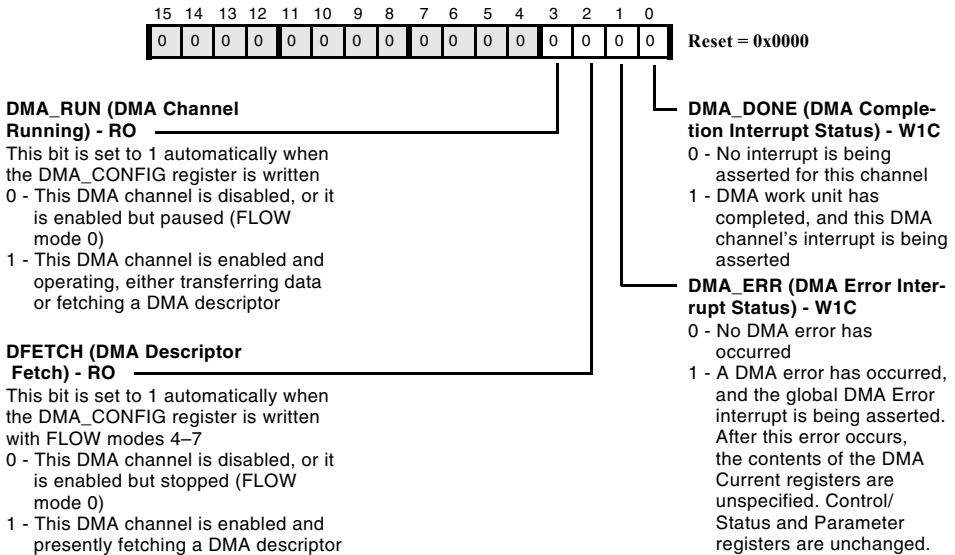 15 14 13 12 11 10 9 8 7 6 5 4 3 2 1 0
0 0 0 0 0 0 0 0 0 0 0 0 0 0 0 0 Reset = 0x0000
DMA_RUN (DMA Channel
Running) - RO
This bit is set to 1 automatically when
the DMA_CONFIG register is written
0 - This DMA channel is disabled, or it
is enabled but paused (FLOW
mode 0)
1 - This DMA channel is enabled and
operating, either transferring data
or fetching a DMA descriptor
DFETCH (DMA Descriptor
Fetch) - RO
This bit is set to 1 automatically when
the DMA_CONFIG register is written
with FLOW modes 4–7
0 - This DMA channel is disabled, or it
is enabled but stopped (FLOW
mode 0)
1 - This DMA channel is enabled and
presently fetching a DMA descriptor
DMA_DONE (DMA Comple-
tion Interrupt Status) - W1C
0 - No interrupt is being
asserted for this channel
1 - DMA work unit has
completed, and this DMA
channel's interrupt is being
asserted
DMA_ERR (DMA Error Inter-
rupt Status) - W1C
0 - No DMA error has
occurred
1 - A DMA error has occurred,
and the global DMA Error
interrupt is being asserted.
After this error occurs,
the contents of the DMA
Current registers are
unspecified. Control/
Status and Parameter
registers are unchanged.